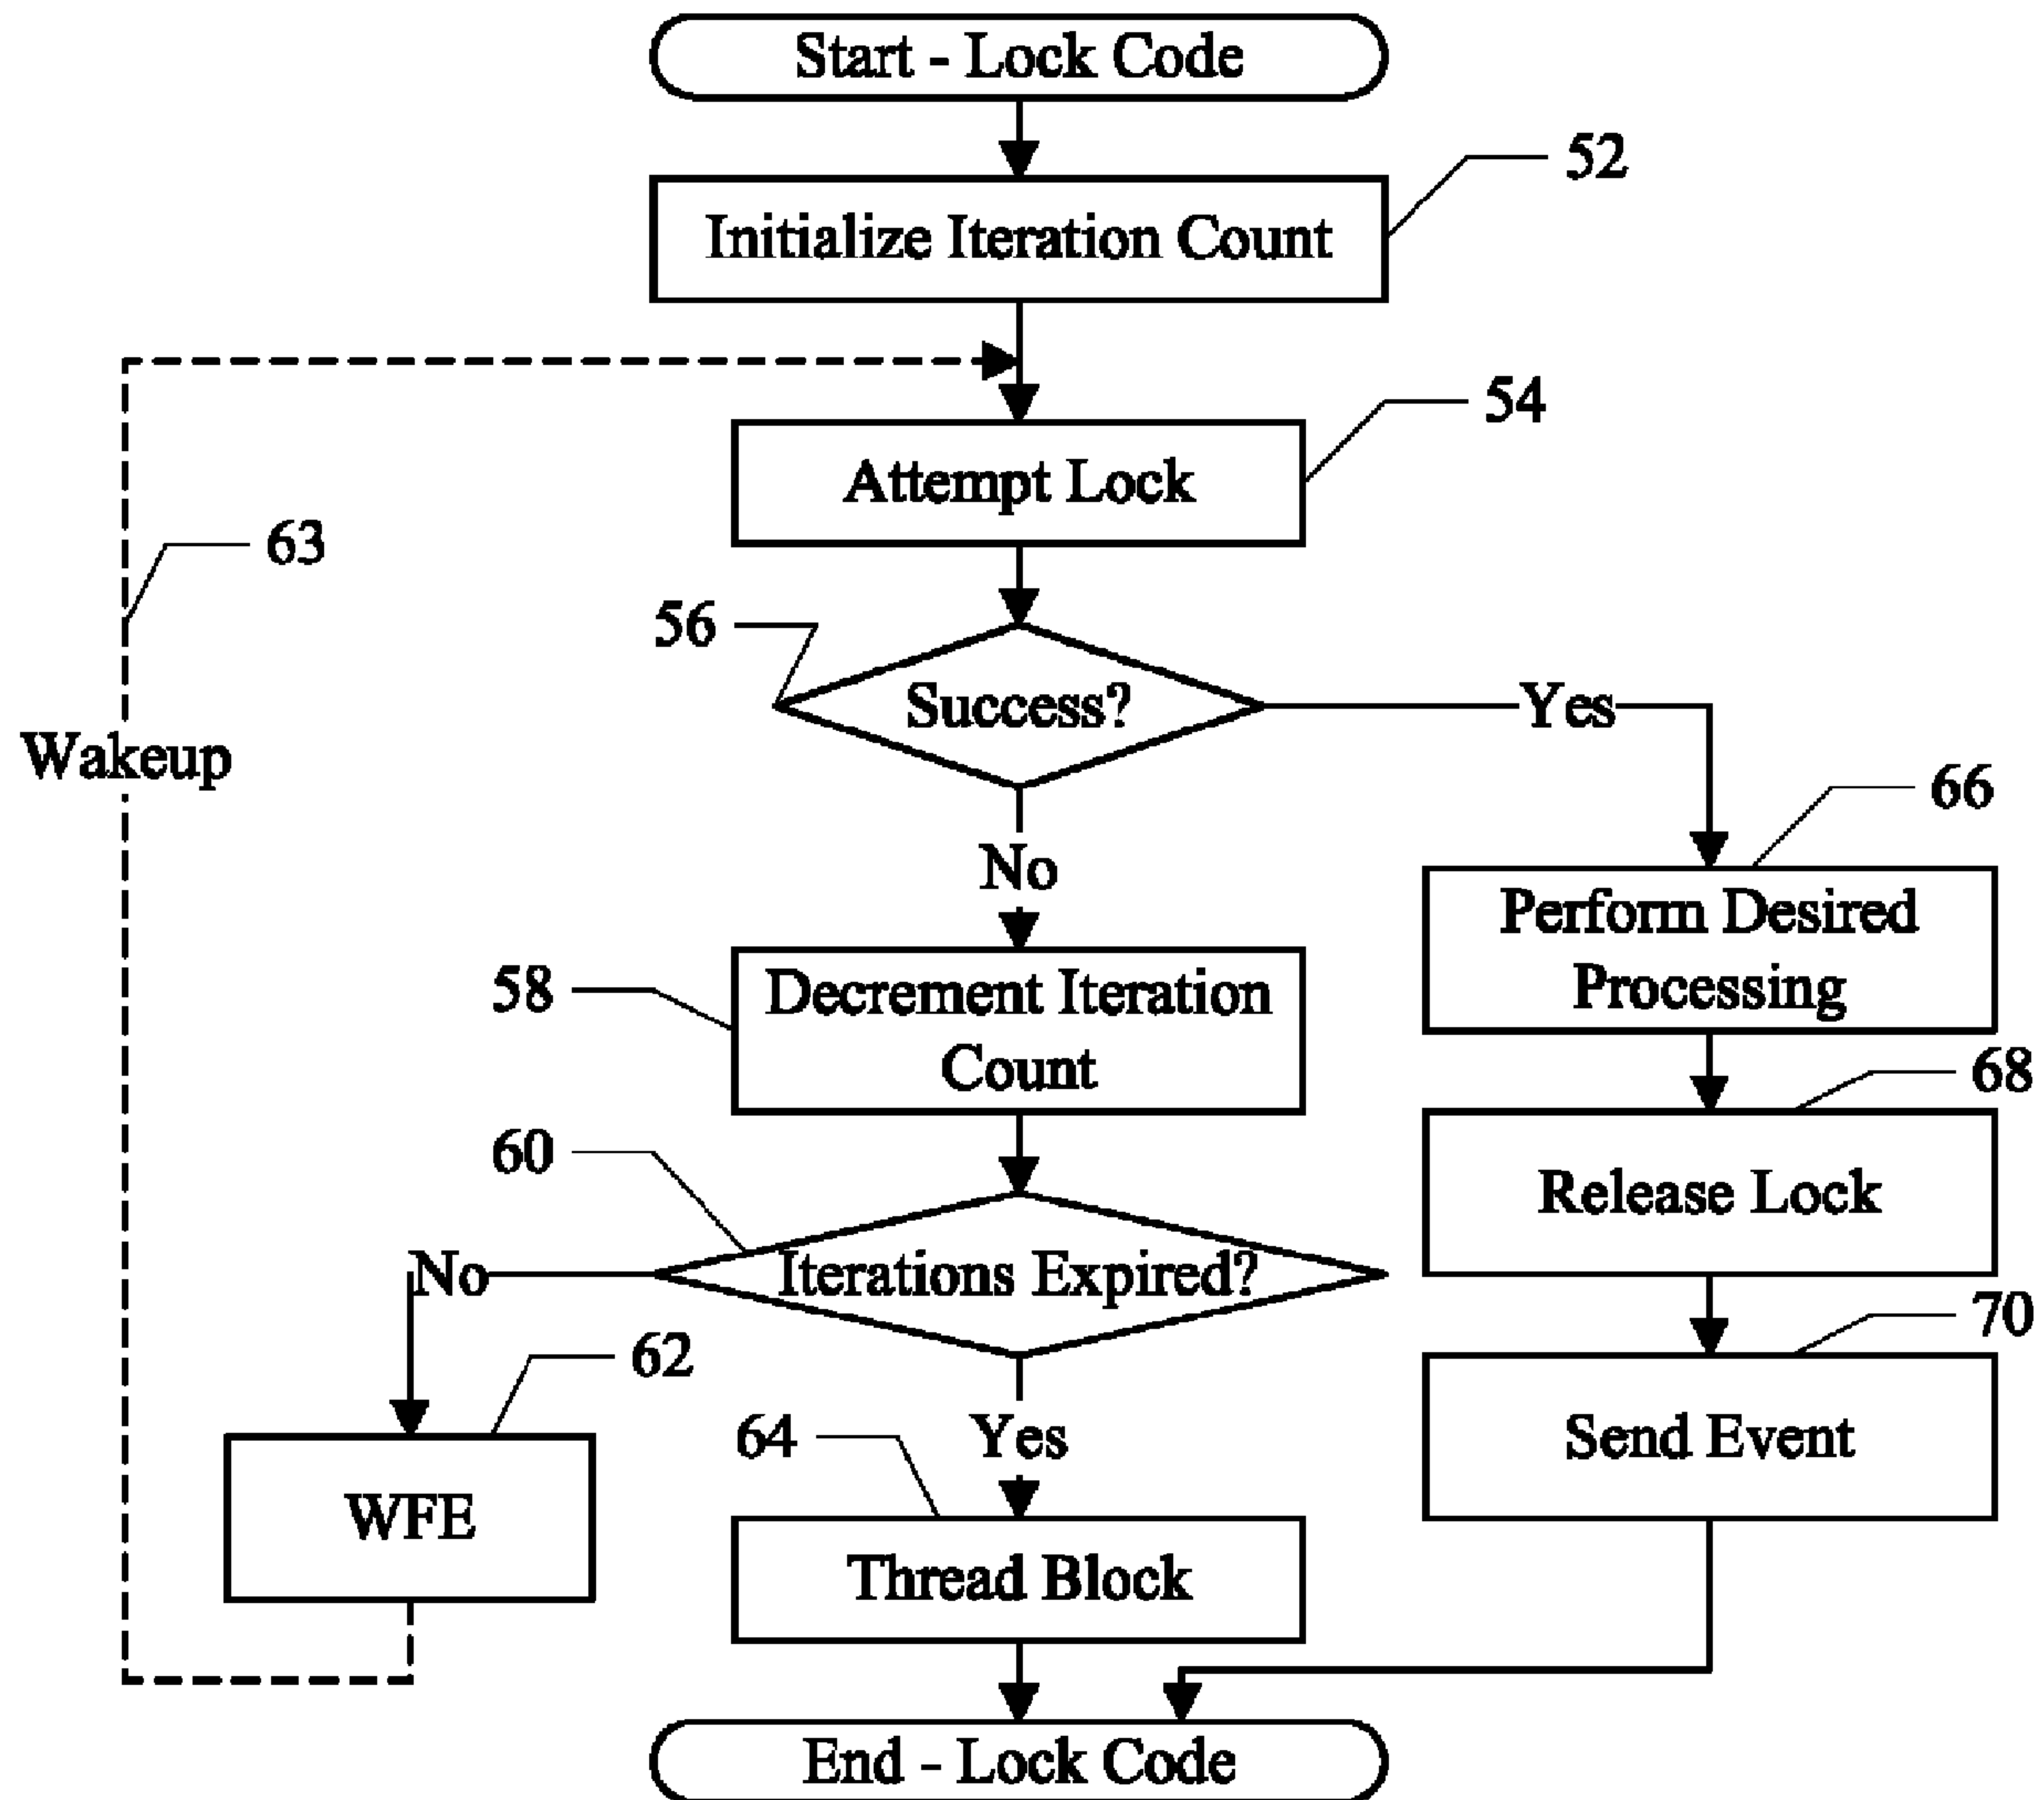 Start - Lock Code
52
Initialize Iteration Count
54
Attempt Lock
63
56
Success?
Yes
Wakeup
66
No
Perform Desired
Processing
58
Decrement Iteration
Count
68
60
Release Lock
No
Iterations Expired?
70
62
64
Yes
Send Event
WFE
Thread Block
End - Lock Code